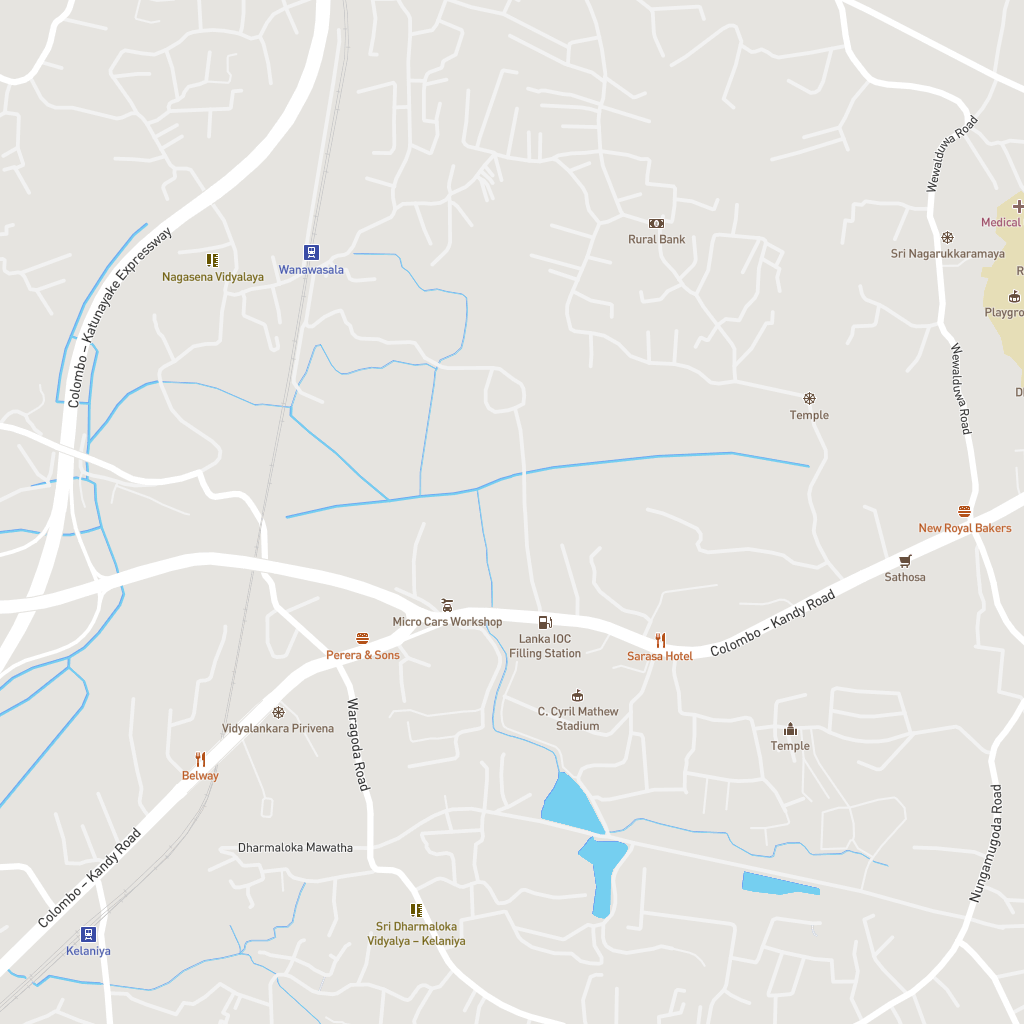 Wewalduwa Road
Medical
Rural Bank
Sri Nagarukkaramaya
Colombo – Katunayake Expressway
Nagasena Vidyalaya
Wanawasala
R
Playgro
Wewalduwa Road
D
Temple
New Royal Bakers
Sathosa
Colombo – Kandy Road
Micro Cars Workshop
Lanka IOC
Filling Station
Perera & Sons
Sarasa Hotel
C. Cyril Mathew
Stadium
Vidyalankara Pirivena
Waragoda Road
Temple
Belway
Nungamugoda Road
Dharmaloka Mawatha
Colombo – Kandy Road
Sri Dharmaloka
Vidyalya – Kelaniya
Kelaniya